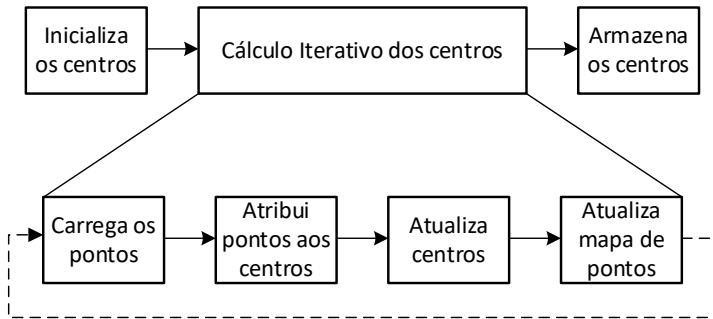 Inicializa
os centros
Cálculo Iterativo dos centros
Armazena
os centros
Carrega os
pontos
Atribui
pontos aos
centros
Atualiza
centros
Atualiza
mapa de
pontos